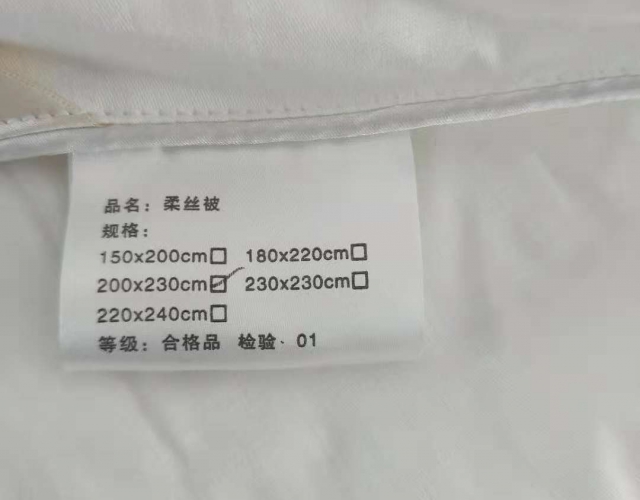 品名：柔丝被
规格：
150x200cm□ 180x220cm□
200x230cm☑ 230x230cm□
220x240cm□
等级：合格品 检验·01